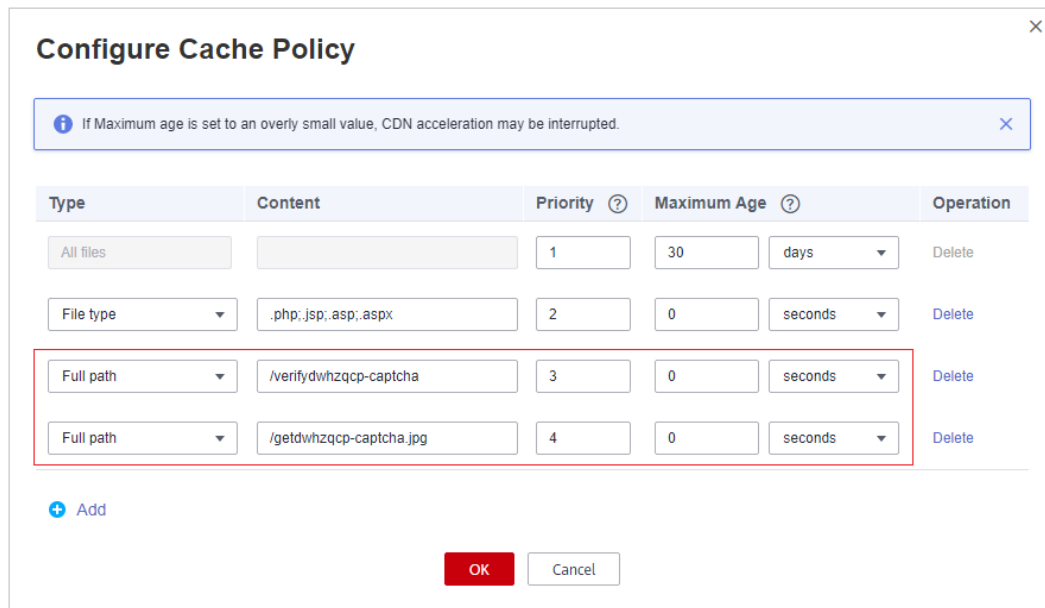 Configure Cache Policy
If Maximum age is set to an overly small value, CDN acceleration may be interrupted.
Type Content Priority Maximum Age Operation
All files 1 30 days Delete
File type .php;.jsp;.asp;.aspx 2 0 seconds Delete
Full path /verifydwhzqcp-captcha 3 0 seconds Delete
Full path /getdwhzqcp-captcha.jpg 4 0 seconds Delete
Add
OK Cancel